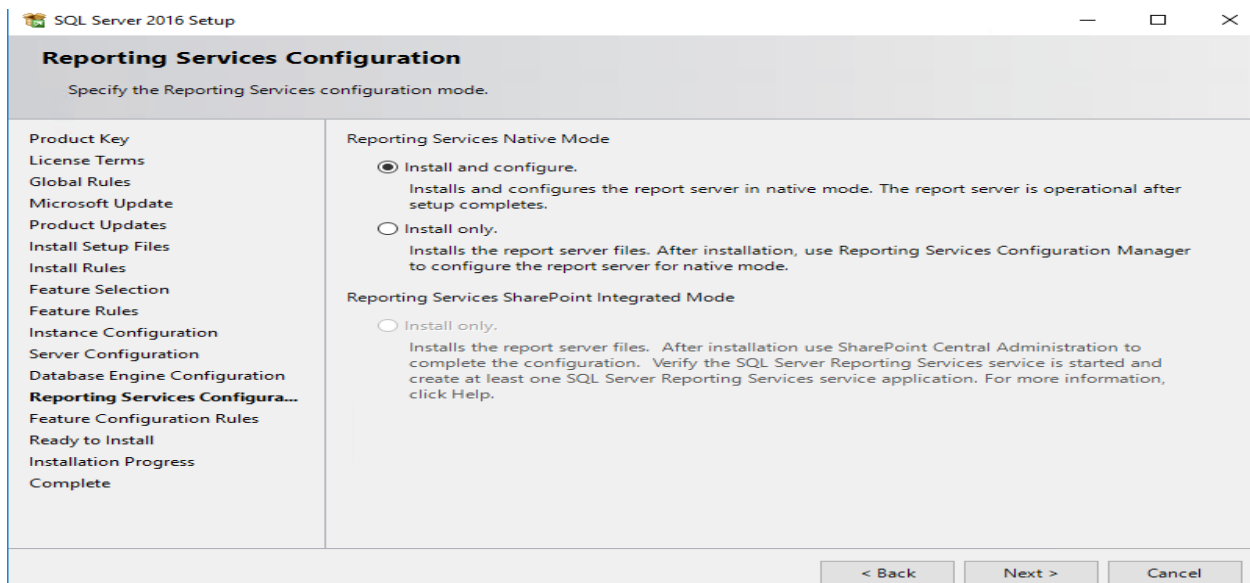 SQL Server 2016 Setup
Reporting Services Configuration
Specify the Reporting Services configuration mode.
Product Key
License Terms
Global Rules
Microsoft Update
Product Updates
Install Setup Files
Install Rules
Feature Selection
Feature Rules
Instance Configuration
Server Configuration
Database Engine Configuration
Reporting Services Configura...
Feature Configuration Rules
Ready to Install
Installation Progress
Complete
Reporting Services Native Mode
Install and configure.
Installs and configures the report server in native mode. The report server is operational after
setup completes.
Install only.
Installs the report server files. After installation, use Reporting Services Configuration Manager
to configure the report server for native mode.
Reporting Services SharePoint Integrated Mode
Install only.
Installs the report server files. After installation use SharePoint Central Administration to
complete the configuration. Verify the SQL Server Reporting Services service is started and
create at least one SQL Server Reporting Services service application. For more information,
click Help.
< Back
Next >
Cancel